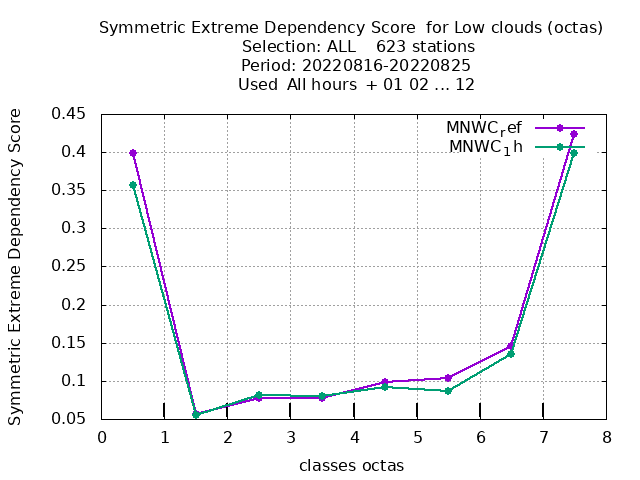 Symmetric Extreme Dependency Score for Low clouds (octas)
Selection: ALL 623 stations
Period: 20220816-20220825
Used All hours + 01 02 ... 12
Symmetric Extreme Dependency Score
0.45
0.4
0.35
0.3
0.25
0.2
0.15
0.1
0.05
MNWCref
MNWC1h
0 1 2 3 4 5 6 7 8
classes octas